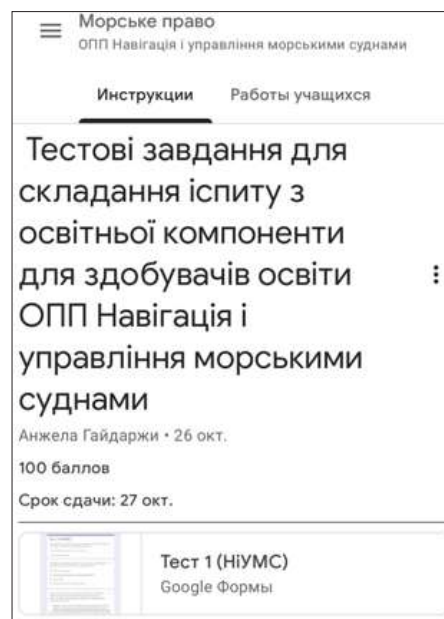 Морське право
ОПП Навігація і управління морськими суднами
Инструкции Работы учащихся
Тестові завдання для
складання іспиту з
освітньої компоненти
для здобувачів освіти
ОПП Навігація і
управління морськими
суднами
Анжела Гайдаржи • 26 окт.
100 баллов
Срок сдачи: 27 окт.
Тест 1 (НіУМС)
Google Формы